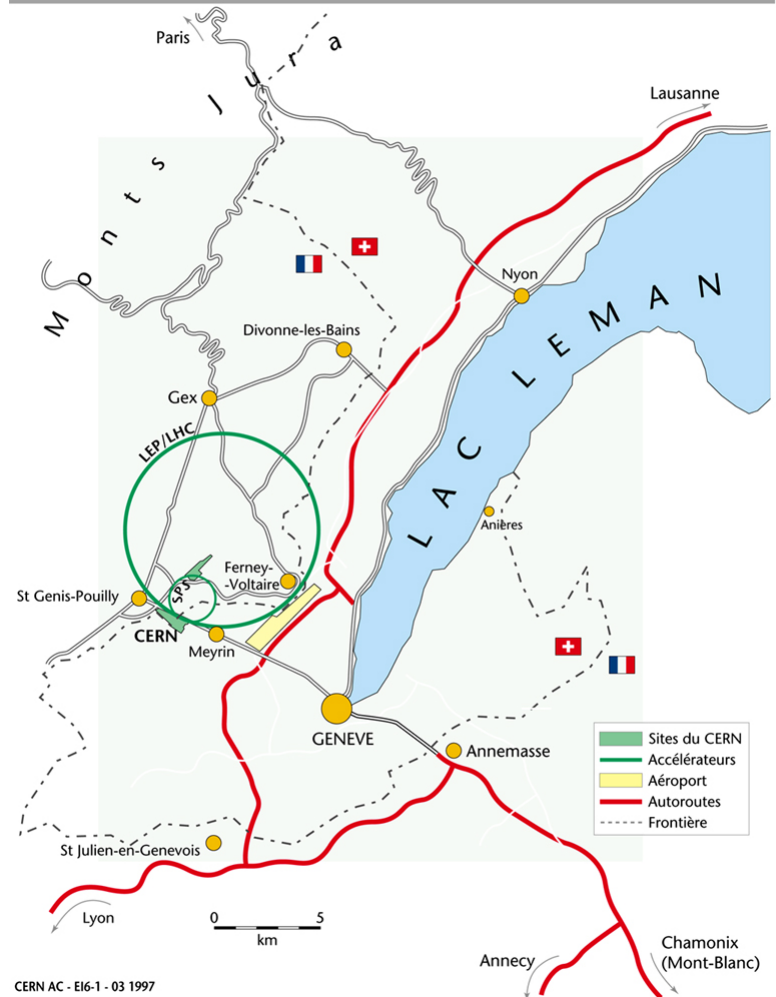 Paris
Monts Jura
Lausanne
Nyon
Divonne-les-Bains
LAC LEMAN
Gex
LEP/LHC
Anières
Ferney-
-Voltaire
SPS
St Genis-Pouilly
CERN
Meyrin
GENEVE
Annemasse
Sites du CERN
Accélérateurs
Aéroport
Autoroutes
Frontière
St Julien-en-Genevois
Lyon
0 5
km
Annecy
Chamonix
(Mont-Blanc)
CERN AC - EI6-1 - 03 1997